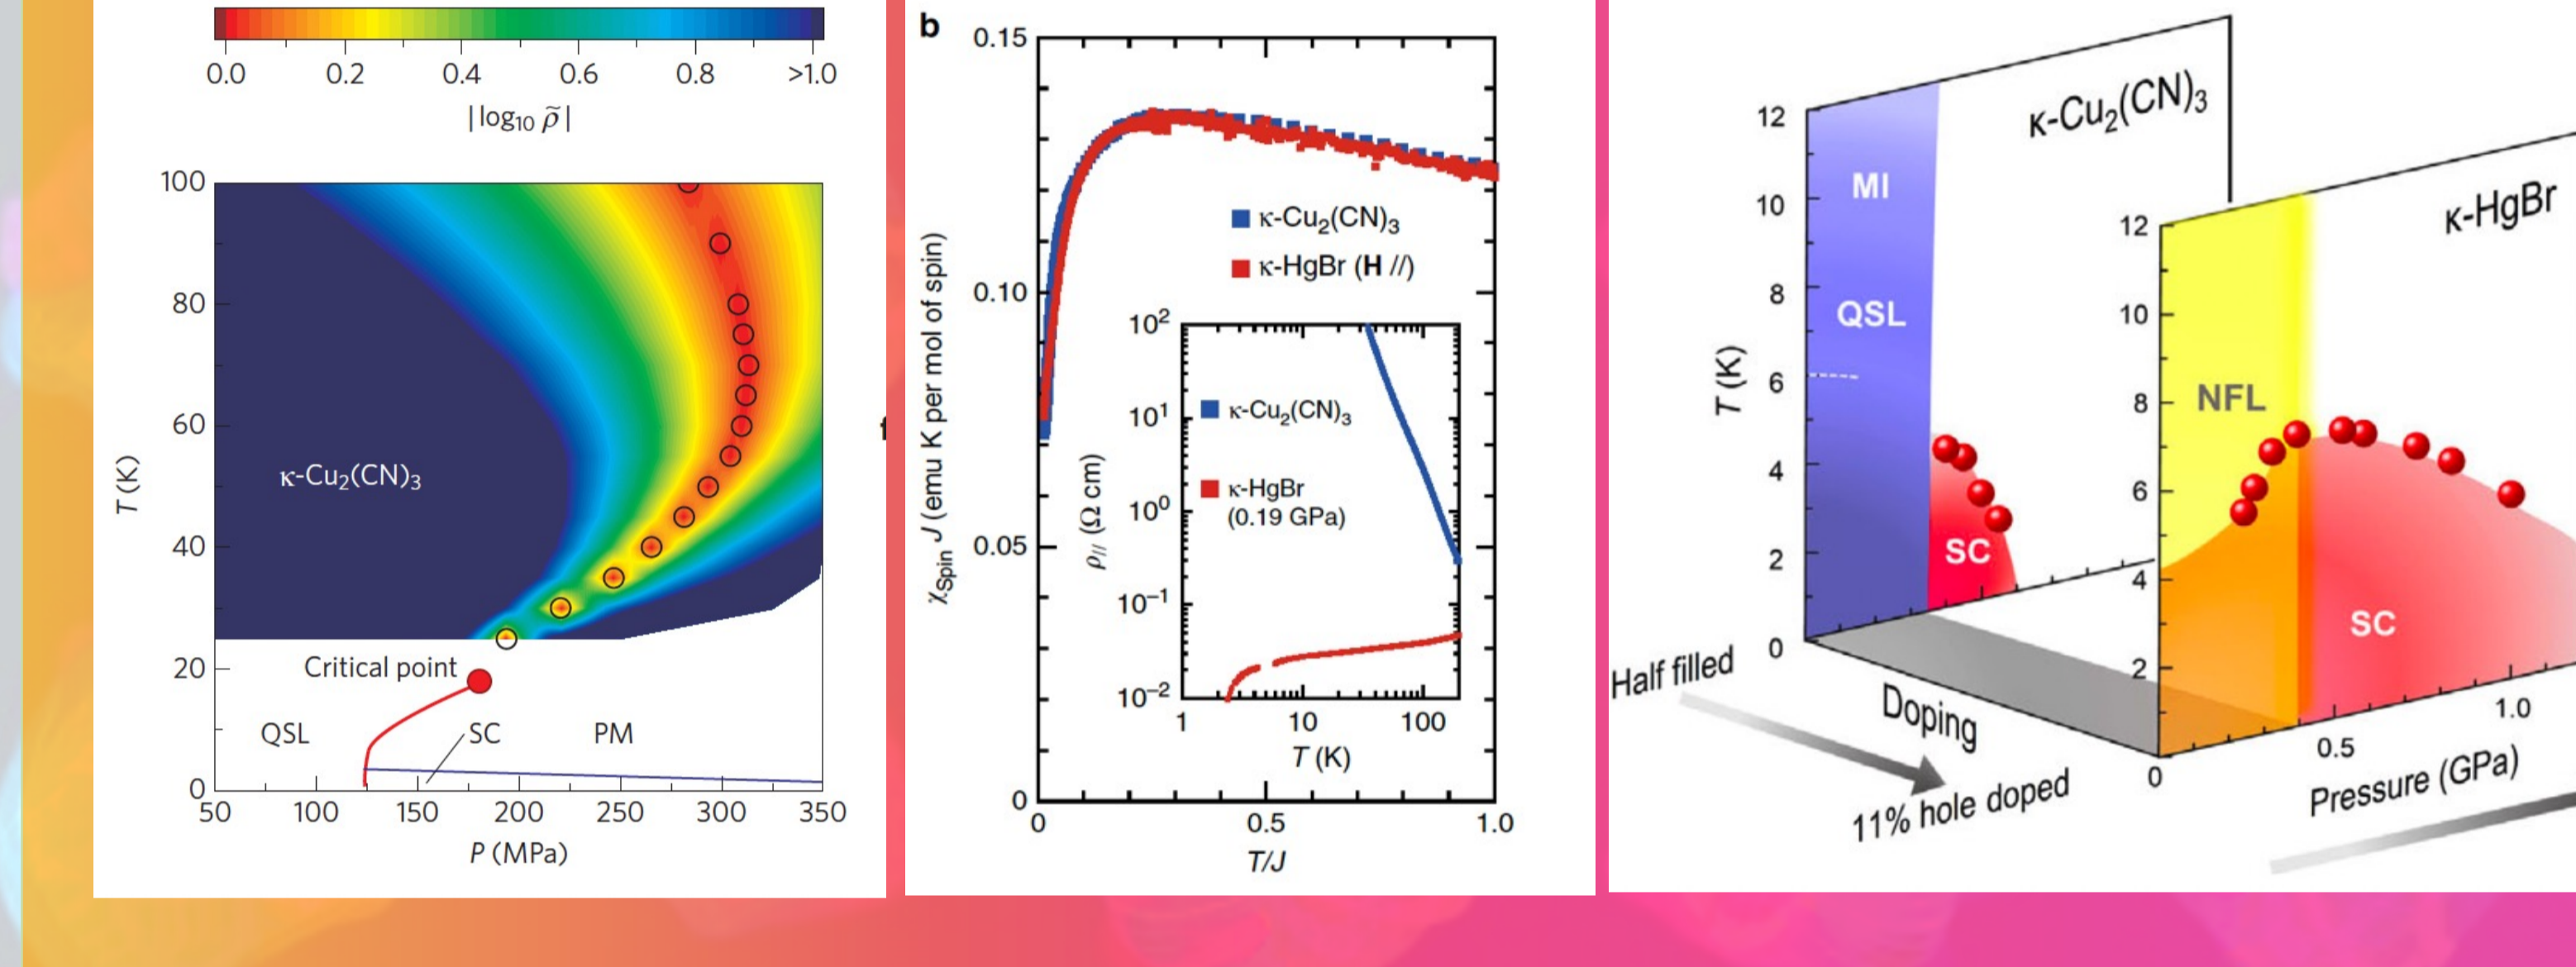 0.0 0.2 0.4 0.6 0.8 >1.0
|log₁₀ ρ̃|
100
80
60
40
20
0
T (K)
κ-Cu₂(CN)₃
Critical point
QSL SC PM
50 100 150 200 250 300 350
P (MPa)
b
0.15
0.10
0.05
0
χSpin J (emu K per mol of spin)
κ-Cu₂(CN)₃
κ-HgBr (H //)
10²
10¹
10⁰
10⁻¹
10⁻²
ρ// (Ω cm)
κ-Cu₂(CN)₃
κ-HgBr
(0.19 GPa)
1 10 100
T (K)
0 0.5 1.0
T/J
κ-Cu₂(CN)₃
12
10
8
6
4
2
0
T (K)
MI
QSL
SC
κ-HgBr
12
10
8
6
4
2
0
NFL
SC
0.5 1.0
Pressure (GPa)
Half filled
Doping
11% hole doped